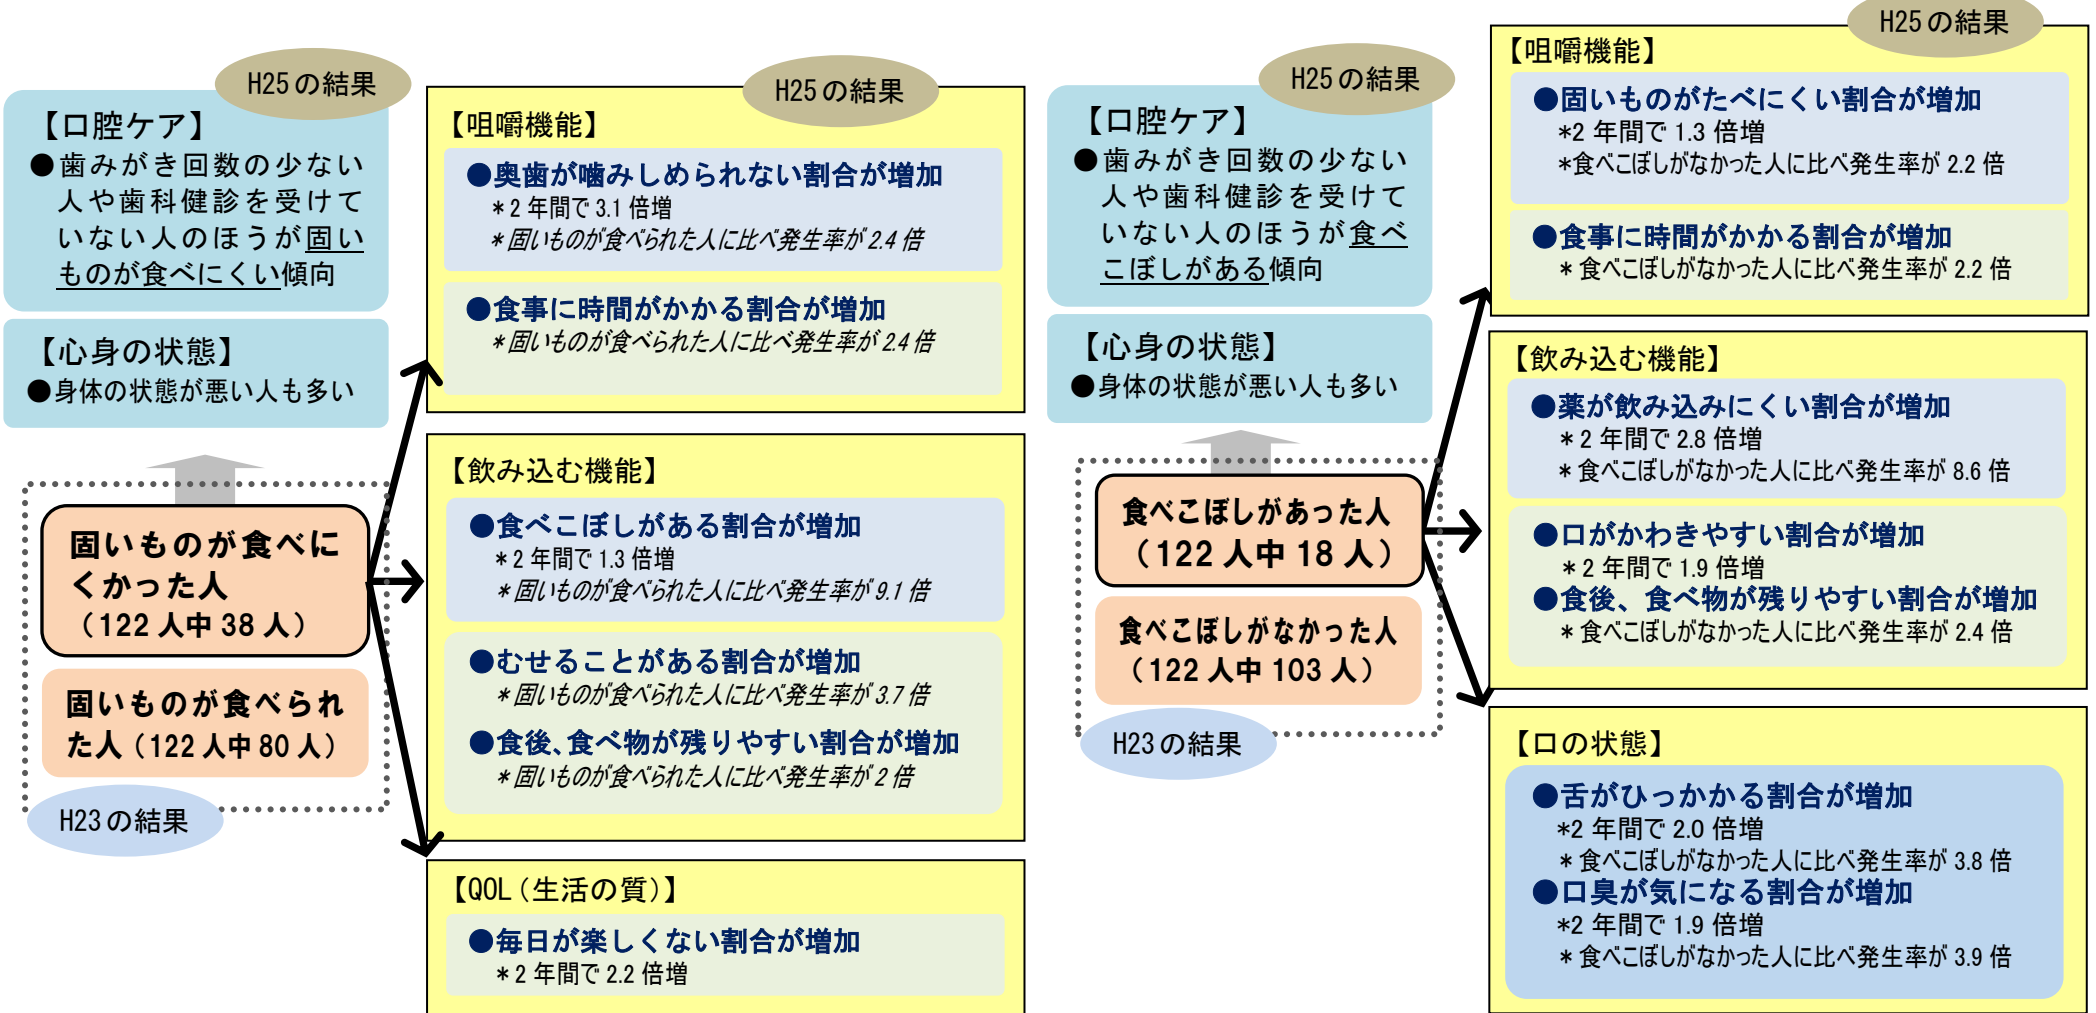 H25の結果
【口腔ケア】
●歯みがき回数の少ない
人や歯科健診を受けて
いない人のほうが固い
ものが食べにくい傾向
【心身の状態】
●身体の状態が悪い人も多い
固いものが食べに
くかった人
（122人中38人）
固いものが食べられ
た人（122人中80人）
H23の結果
H25の結果
【咀嚼機能】
●奥歯が噛みしめられない割合が増加
＊2年間で3.1倍増
＊固いものが食べられた人に比べ発生率が2.4倍
●食事に時間がかかる割合が増加
＊固いものが食べられた人に比べ発生率が2.4倍
【飲み込む機能】
●食べこぼしがある割合が増加
＊2年間で1.3倍増
＊固いものが食べられた人に比べ発生率が9.1倍
●むせることがある割合が増加
＊固いものが食べられた人に比べ発生率が3.7倍
●食後、食べ物が残りやすい割合が増加
＊固いものが食べられた人に比べ発生率が2倍
【QOL（生活の質）】
●毎日が楽しくない割合が増加
＊2年間で2.2倍増
H25の結果
【口腔ケア】
●歯みがき回数の少ない
人や歯科健診を受けて
いない人のほうが食べ
こぼしがある傾向
【心身の状態】
●身体の状態が悪い人も多い
食べこぼしがあった人
（122人中18人）
食べこぼしがなかった人
（122人中103人）
H23の結果
H25の結果
【咀嚼機能】
●固いものがたべにくい割合が増加
*2年間で1.3倍増
*食べこぼしがなかった人に比べ発生率が2.2倍
●食事に時間がかかる割合が増加
＊食べこぼしがなかった人に比べ発生率が2.2倍
【飲み込む機能】
●薬が飲み込みにくい割合が増加
＊2年間で2.8倍増
＊食べこぼしがなかった人に比べ発生率が8.6倍
●口がかわきやすい割合が増加
＊2年間で1.9倍増
●食後、食べ物が残りやすい割合が増加
＊食べこぼしがなかった人に比べ発生率が2.4倍
【口の状態】
●舌がひっかかる割合が増加
*2年間で2.0倍増
＊食べこぼしがなかった人に比べ発生率が3.8倍
●口臭が気になる割合が増加
*2年間で1.9倍増
＊食べこぼしがなかった人に比べ発生率が3.9倍